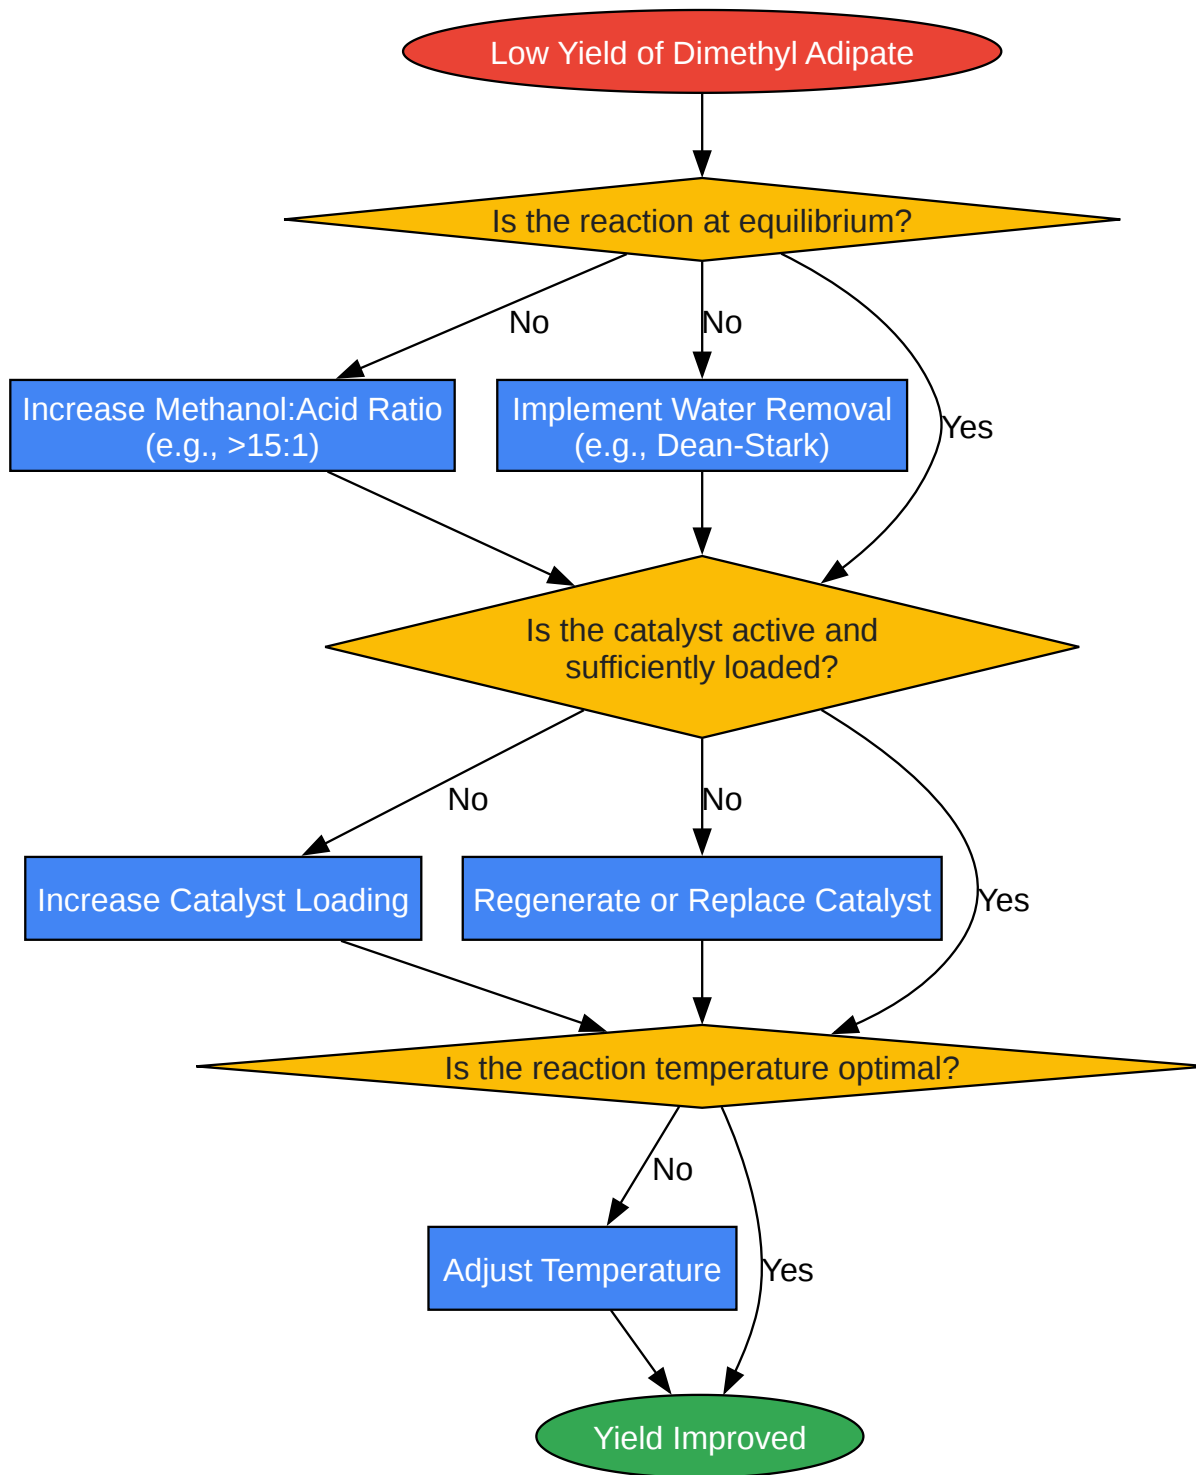 Low Yield of Dimethyl Adipate
Is the reaction at equilibrium?
No
No
Increase Methanol:Acid Ratio
(e.g., >15:1)
Implement Water Removal
(e.g., Dean-Stark)
Yes
Is the catalyst active and
sufficiently loaded?
No
No
Increase Catalyst Loading
Regenerate or Replace Catalyst
Yes
Is the reaction temperature optimal?
No
Adjust Temperature
Yes
Yield Improved